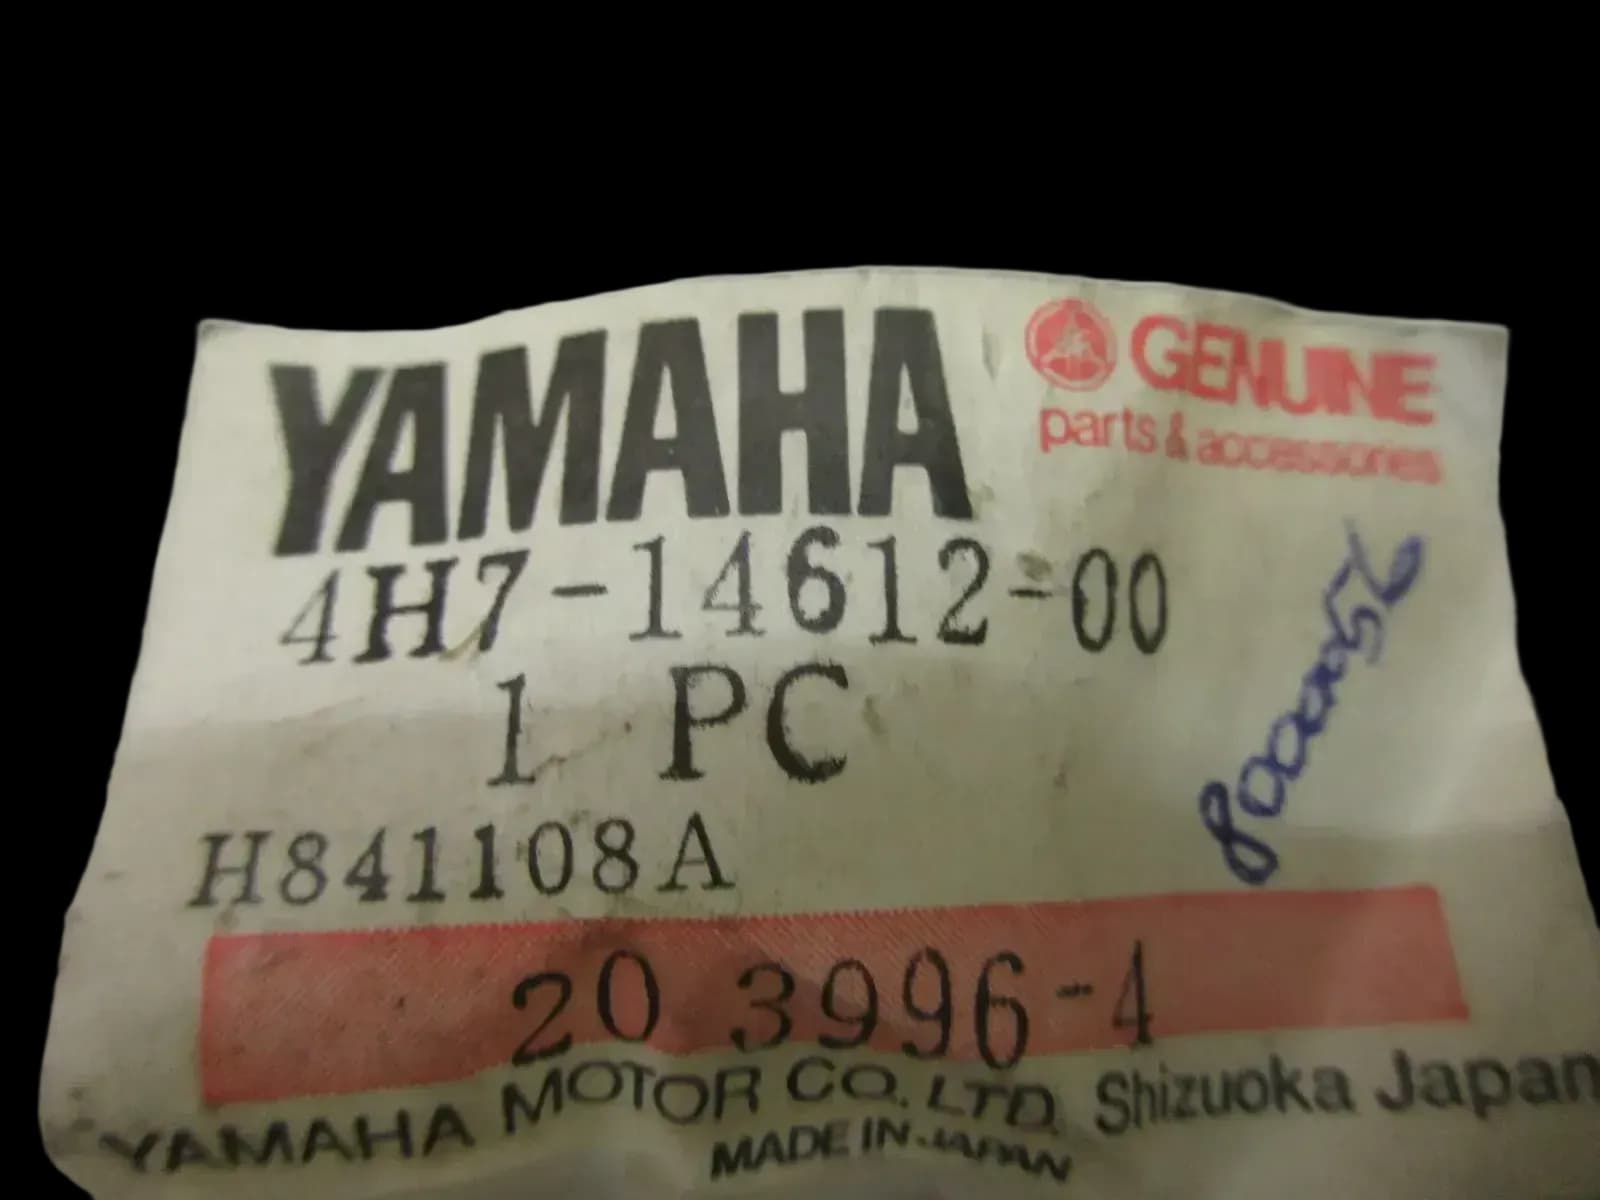 YAMAHA
GENUINE
parts & accessories
4H7-14612-00
1 PC
H841108A
20 3996-4
YAMAHA MOTOR CO. LTD. Shizuoka Japan
MADE IN JAPAN